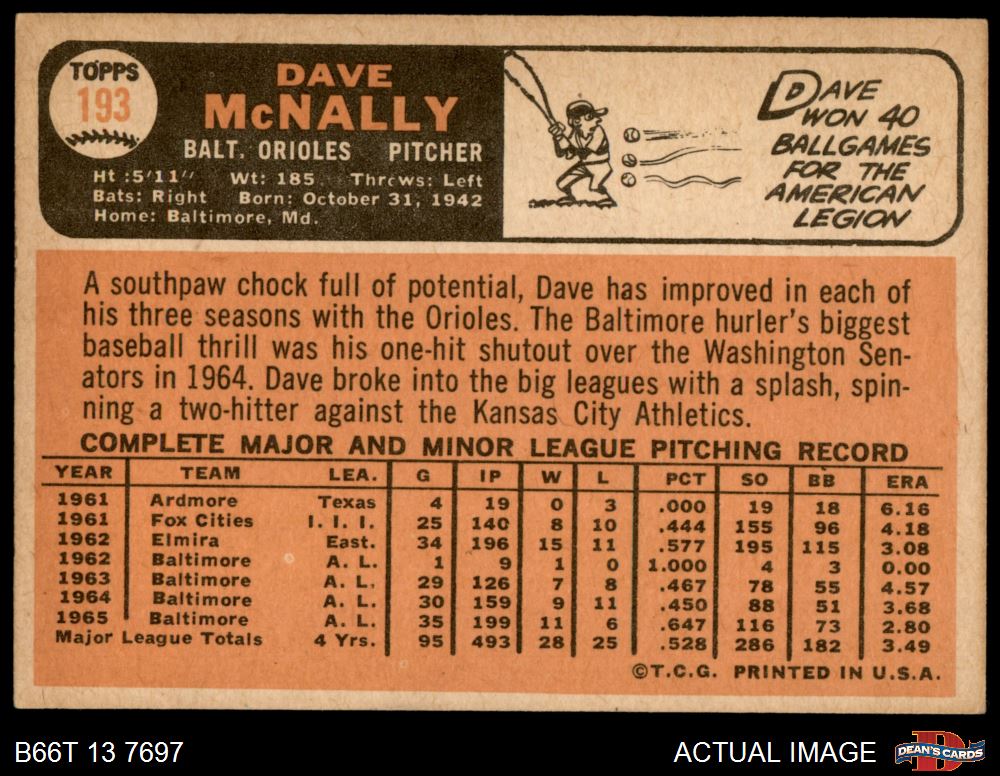 TOPPS
193
DAVE
McNALLY
BALT. ORIOLES PITCHER
Ht :5'11" Wt: 185 Throws: Left
Bats: Right Born: October 31, 1942
Home: Baltimore, Md.
DAVE
WON 40
BALLGAMES
FOR THE
AMERICAN
LEGION
A southpaw chock full of potential, Dave has improved in each of
his three seasons with the Orioles. The Baltimore hurler's biggest
baseball thrill was his one-hit shutout over the Washington Sen-
ators in 1964. Dave broke into the big leagues with a splash, spin-
ning a two-hitter against the Kansas City Athletics.
COMPLETE MAJOR AND MINOR LEAGUE PITCHING RECORD
YEAR TEAM LEA. G IP W L PCT SO BB ERA
1961 Ardmore Texas 4 19 0 3 .000 19 18 6.16
1961 Fox Cities I. I. I. 25 140 8 10 .444 155 96 4.18
1962 Elmira East. 34 196 15 11 .577 195 115 3.08
1962 Baltimore A. L. 1 9 1 0 1.000 4 3 0.00
1963 Baltimore A. L. 29 126 7 8 .467 78 55 4.57
1964 Baltimore A. L. 30 159 9 11 .450 88 51 3.68
1965 Baltimore A. L. 35 199 11 6 .647 116 73 2.80
Major League Totals 4 Yrs. 95 493 28 25 .528 286 182 3.49
©T.C.G. PRINTED IN U.S.A.
B66T 13 7697
ACTUAL IMAGE
DEAN'S CARDS